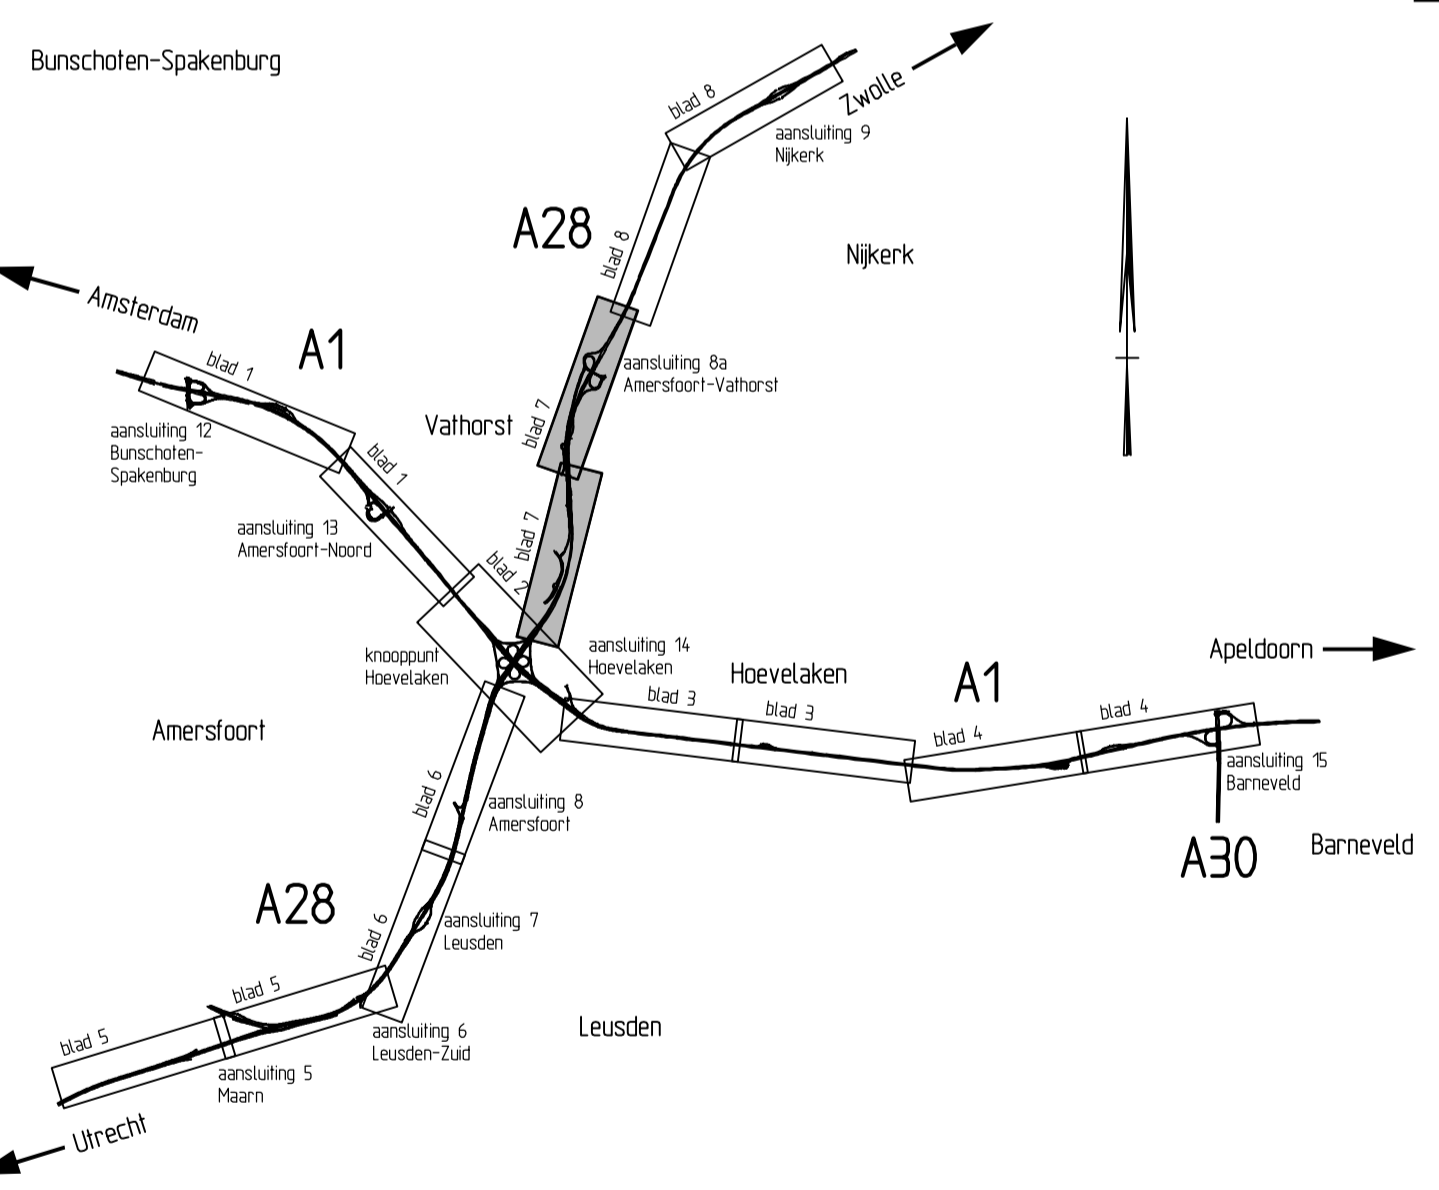 Bunschoten-Spakenburg
blad 8
Zwolle
aansluiting 9
Nijkerk
A28
blad 8
Nijkerk
Amsterdam
A1
blad 1
aansluiting 8a
Amersfoort-Vathorst
blad 7
Vathorst
aansluiting 12
Bunschoten-
Spakenburg
blad 1
aansluiting 13
Amersfoort-Noord
blad 7
blad 2
knooppunt
Hoevelaken
aansluiting 14
Hoevelaken
Hoevelaken
blad 3
blad 3
A1
Apeldoorn
blad 4
blad 4
Amersfoort
aansluiting 15
Barneveld
A30
Barneveld
blad 6
aansluiting 8
Amersfoort
A28
blad 6
aansluiting 7
Leusden
blad 5
blad 5
aansluiting 6
Leusden-Zuid
Leusden
aansluiting 5
Maarn
Utrecht